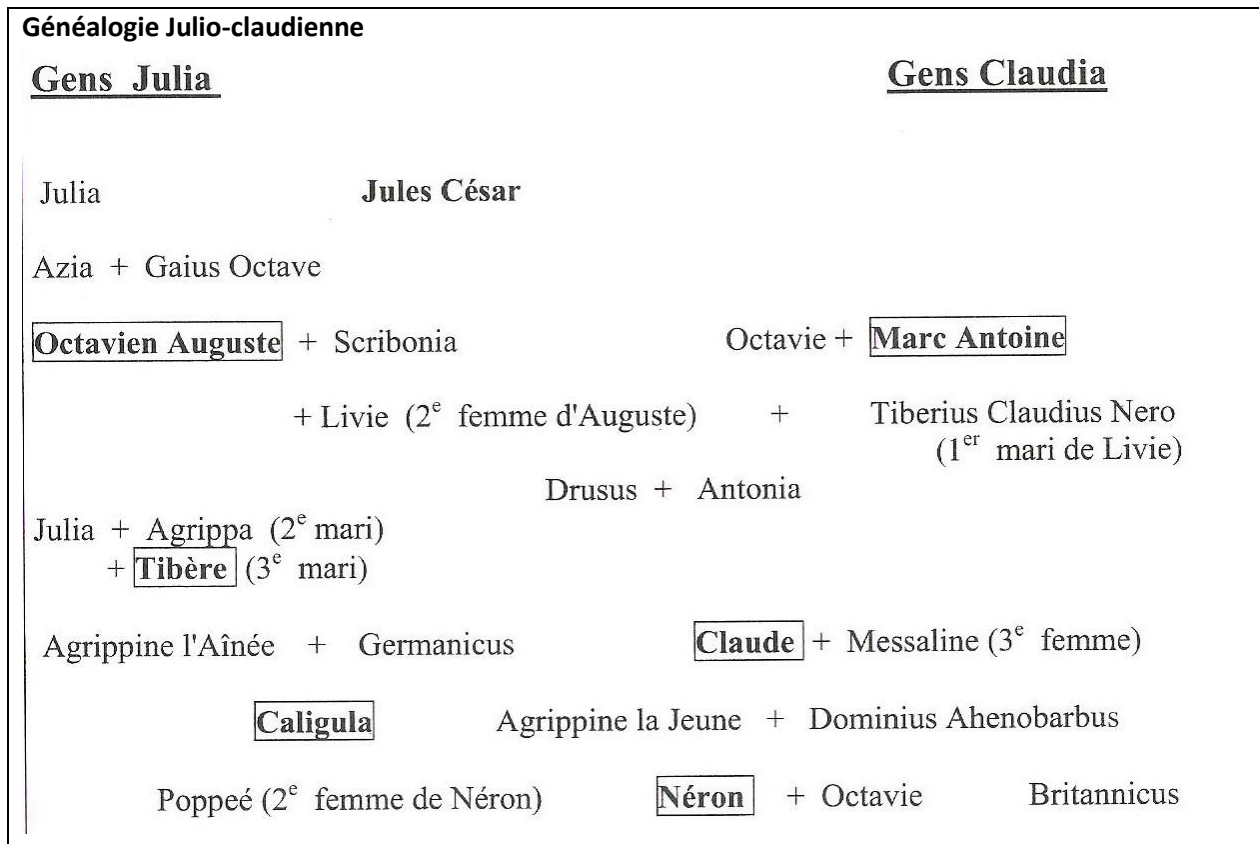 Généalogie Julio-claudienne
Gens Julia Gens Claudia
Julia Jules César
Azia + Gaius Octave
Octavien Auguste + Scribonia Octavie + Marc Antoine
+ Livie (2e femme d'Auguste) + Tiberius Claudius Nero
(1er mari de Livie)
Drusus + Antonia
Julia + Agrippa (2e mari)
+ Tibère (3e mari)
Agrippine l'Aînée + Germanicus Claude + Messaline (3e femme)
Caligula Agrippine la Jeune + Dominius Ahenobarbus
Poppeé (2e femme de Néron) Néron + Octavie Britannicus